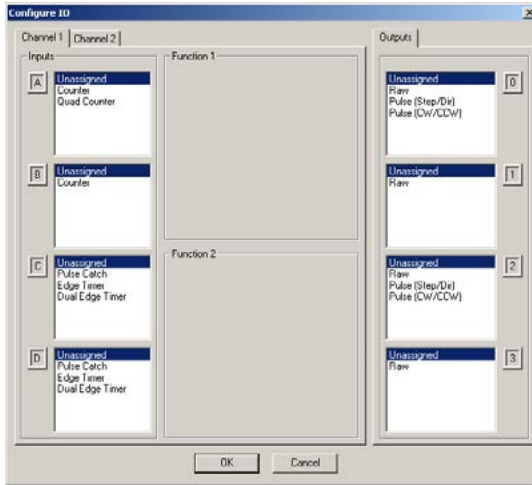 Configure IO
Channel 1
Channel 2
Inputs
A
Unassigned
Counter
Quad Counter
B
Unassigned
Counter
C
Unassigned
Pulse Catch
Edge Timer
Dual Edge Timer
D
Unassigned
Pulse Catch
Edge Timer
Dual Edge Timer
Function 1
Function 2
Outputs
Unassigned
Raw
Pulse (Step/Dir)
Pulse (CW/CCW)
0
Unassigned
Raw
1
Unassigned
Raw
Pulse (Step/Dir)
Pulse (CW/CCW)
2
Unassigned
Raw
3
OK
Cancel